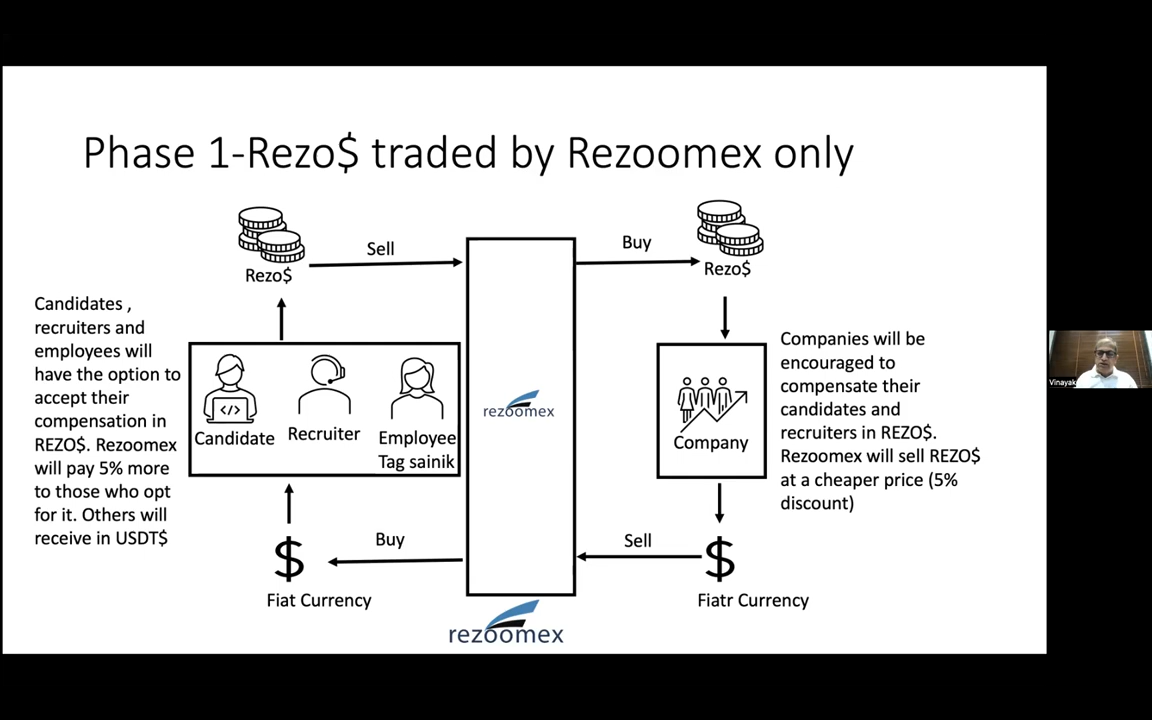 Phase 1-Rezo$ traded by Rezoomex only
Rezo$
Sell
Buy
Rezo$
Candidates ,
recruiters and
employees will
have the option to
accept their
compensation in
REZO$. Rezoomex
will pay 5% more
to those who opt
for it. Others will
receive in USDT$
Candidate
Recruiter
Employee
Tag sainik
rezoomex
Company
Companies will be
encouraged to
compensate their
candidates and
recruiters in REZO$.
Rezoomex will sell REZO$
at a cheaper price (5%
discount)
Vinayak
$
Buy
Sell
$
Fiat Currency
Fiatr Currency
rezoomex